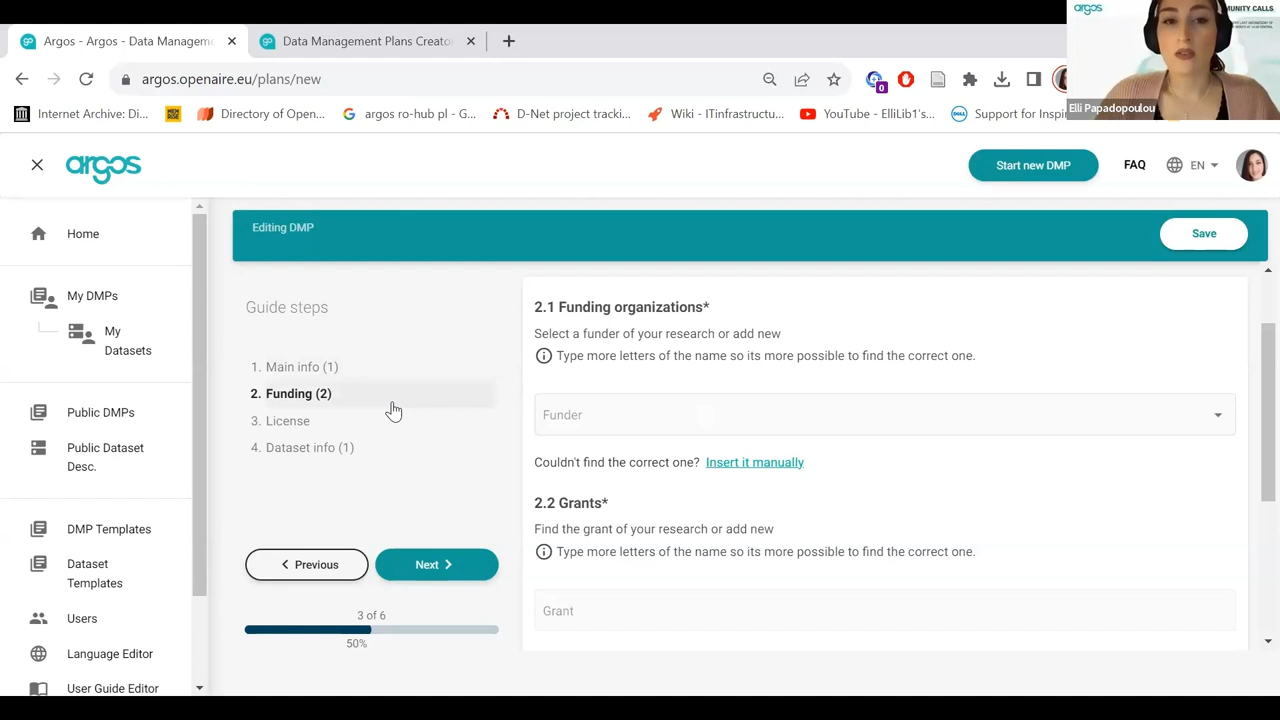 Argos - Argos - Data Manageme
Data Management Plans Creator
argos
MUNITY CALLS
Elli Papadopoulou
argos.openaire.eu/plans/new
0
Internet Archive: Di...
Directory of Open...
argos ro-hub pl - G...
D-Net project tracki...
Wiki - ITinfrastructu...
YouTube - ElliLib1's...
Support for Inspi
argos
Start new DMP
FAQ
EN
Home
My DMPs
My
Datasets
Public DMPs
Public Dataset
Desc.
DMP Templates
Dataset
Templates
Users
Language Editor
User Guide Editor
Editing DMP
Save
Guide steps
1. Main info (1)
2. Funding (2)
3. License
4. Dataset info (1)
Previous
Next
3 of 6
50%
2.1 Funding organizations*
Select a funder of your research or add new
Type more letters of the name so its more possible to find the correct one.
Funder
Couldn't find the correct one? Insert it manually
2.2 Grants*
Find the grant of your research or add new
Type more letters of the name so its more possible to find the correct one.
Grant